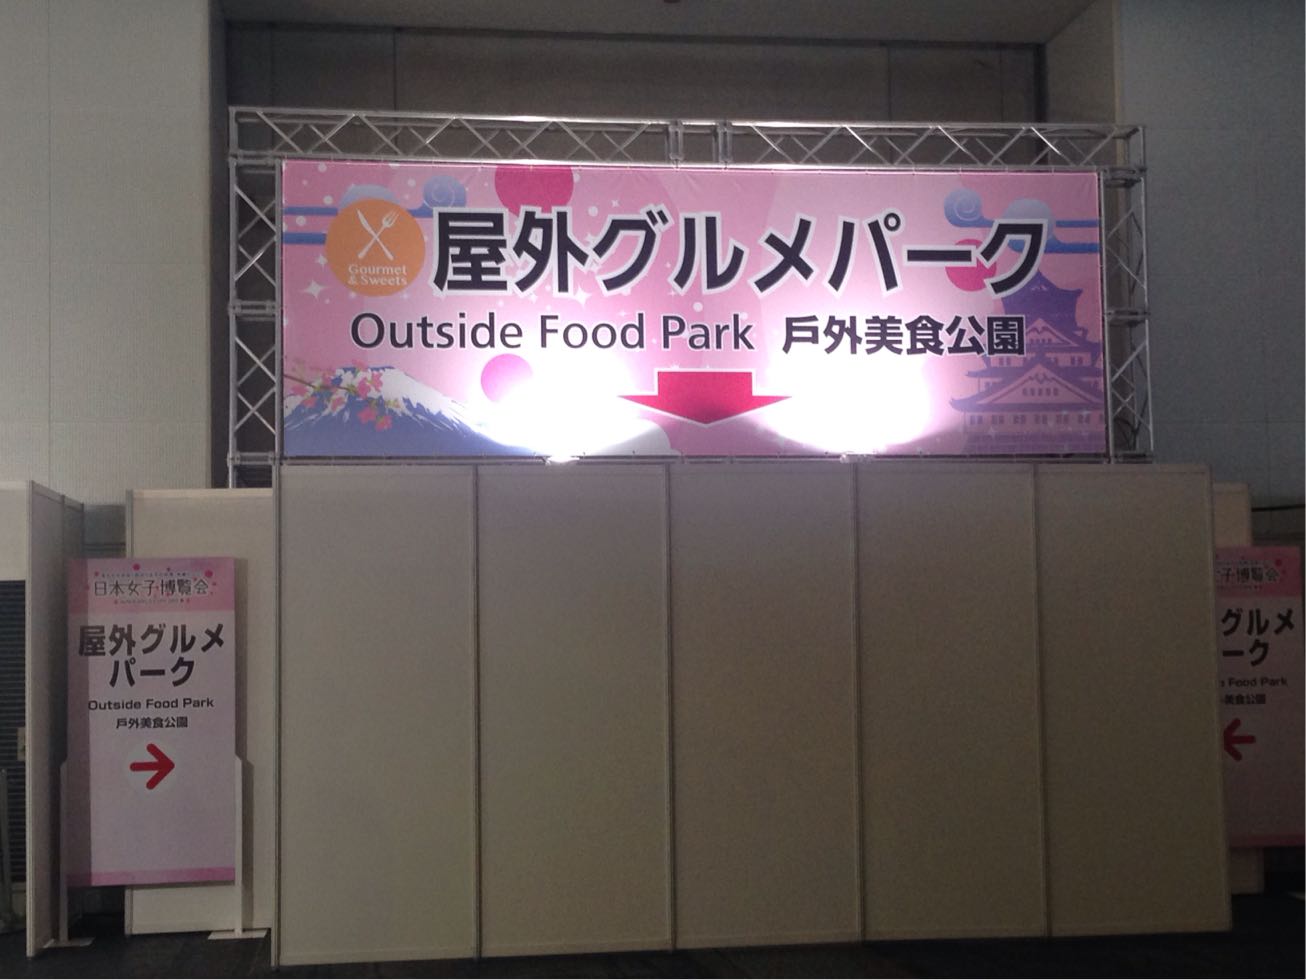 屋外グルメパーク
Gourmet
& Sweets
Outside Food Park 戶外美食公園
日本女子博覧会
屋外グルメ
パーク
Outside Food Park
戶外美食公園
子博覧会
グルメ
ーク
Food Park
美食公園